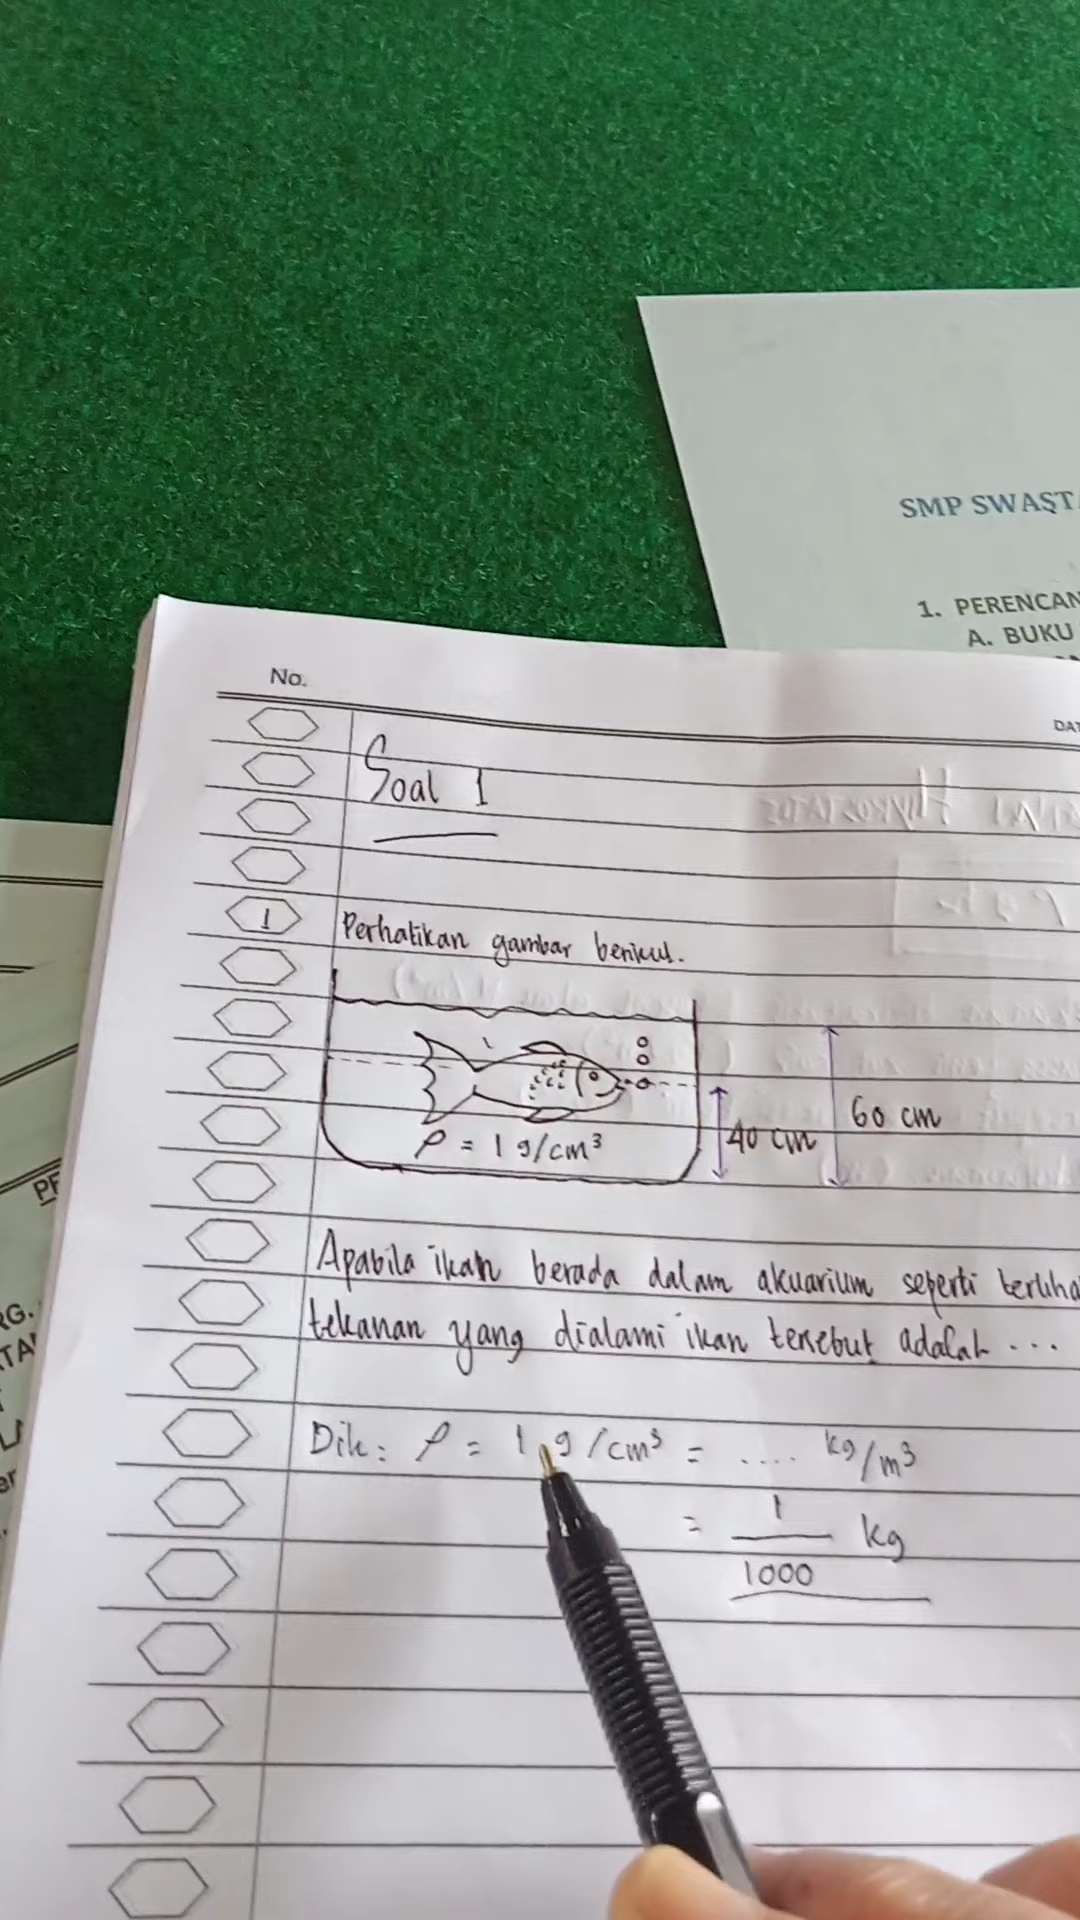 SMP SWASTA
1. PERENCAN
A. BUKU
No.
DAT
Soal 1
1 Perhatikan gambar berikut.
60 cm
40 cm
ρ = 1 g/cm³
Apabila ikan berada dalam akuarium seperti terliha
tekanan yang dialami ikan tersebut adalah ...
Dik: ρ = 1 g/cm³ = .... kg/m³
= 1/1000 kg